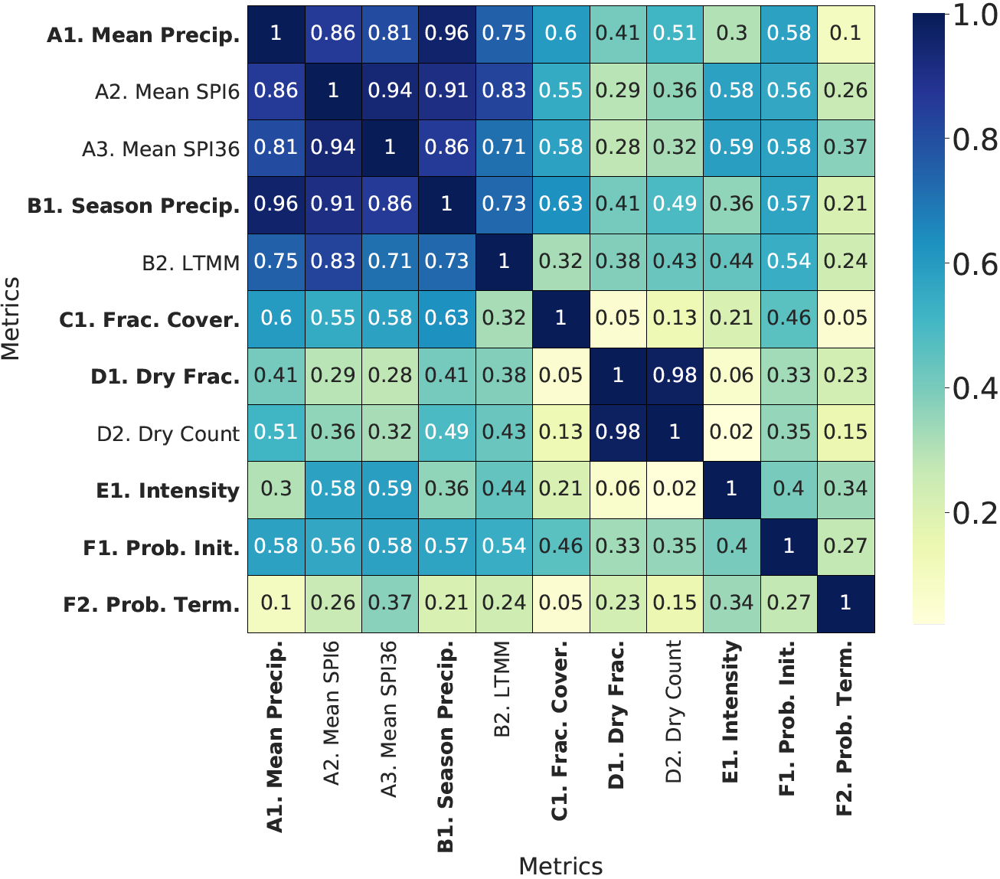 A1. Mean Precip. 1 0.86 0.81 0.96 0.75 0.6 0.41 0.51 0.3 0.58 0.1
A2. Mean SPI6 0.86 1 0.94 0.91 0.83 0.55 0.29 0.36 0.58 0.56 0.26
A3. Mean SPI36 0.81 0.94 1 0.86 0.71 0.58 0.28 0.32 0.59 0.58 0.37
B1. Season Precip. 0.96 0.91 0.86 1 0.73 0.63 0.41 0.49 0.36 0.57 0.21
B2. LTMM 0.75 0.83 0.71 0.73 1 0.32 0.38 0.43 0.44 0.54 0.24
C1. Frac. Cover. 0.6 0.55 0.58 0.63 0.32 1 0.05 0.13 0.21 0.46 0.05
D1. Dry Frac. 0.41 0.29 0.28 0.41 0.38 0.05 1 0.98 0.06 0.33 0.23
D2. Dry Count 0.51 0.36 0.32 0.49 0.43 0.13 0.98 1 0.02 0.35 0.15
E1. Intensity 0.3 0.58 0.59 0.36 0.44 0.21 0.06 0.02 1 0.4 0.34
F1. Prob. Init. 0.58 0.56 0.58 0.57 0.54 0.46 0.33 0.35 0.4 1 0.27
F2. Prob. Term. 0.1 0.26 0.37 0.21 0.24 0.05 0.23 0.15 0.34 0.27 1
Metrics
A1. Mean Precip.
A2. Mean SPI6
A3. Mean SPI36
B1. Season Precip.
B2. LTMM
C1. Frac. Cover.
D1. Dry Frac.
D2. Dry Count
E1. Intensity
F1. Prob. Init.
F2. Prob. Term.
Metrics
1.0
0.8
0.6
0.4
0.2